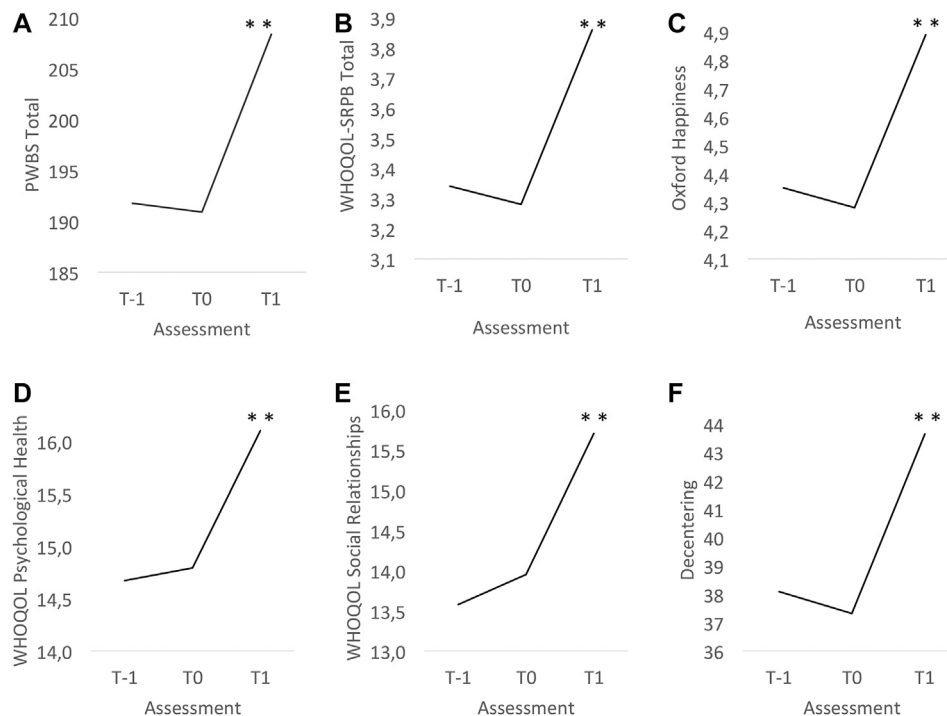 A
PWBS Total
210
205
200
195
190
185
**
T-1 T0 T1
Assessment
B
WHOQOL-SRPB Total
3,9
3,8
3,7
3,6
3,5
3,4
3,3
3,2
3,1
**
T-1 T0 T1
Assessment
C
Oxford Happiness
4,9
4,8
4,7
4,6
4,5
4,4
4,3
4,2
4,1
**
T-1 T0 T1
Assessment
D
WHOQOL Psychological Health
16,0
15,5
15,0
14,5
14,0
**
T-1 T0 T1
Assessment
E
WHOQOL Social Relationships
16,0
15,5
15,0
14,5
14,0
13,5
13,0
**
T-1 T0 T1
Assessment
F
Decentering
44
43
42
41
40
39
38
37
36
**
T-1 T0 T1
Assessment